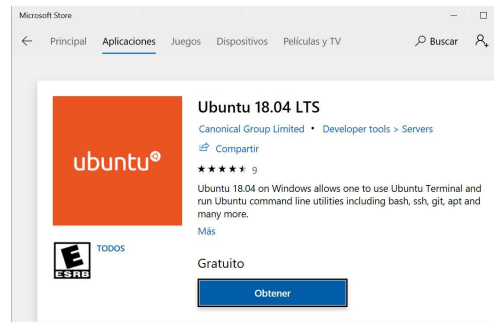 Microsoft Store
Principal Aplicaciones Juegos Dispositivos Películas y TV Buscar
Ubuntu 18.04 LTS
Canonical Group Limited • Developer tools > Servers
Compartir
ubuntu
9
Ubuntu 18.04 on Windows allows one to use Ubuntu Terminal and
run Ubuntu command line utilities including bash, ssh, git, apt and
many more.
Más
E
ESRB
TODOS
Gratuito
Obtener